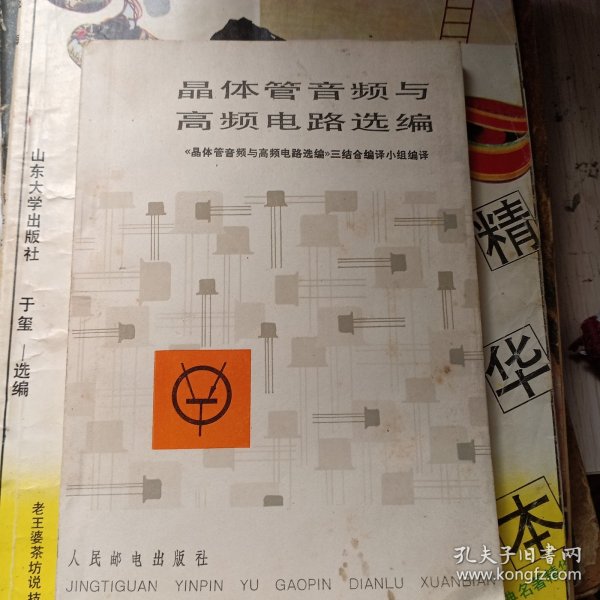 晶体管音频与
高频电路选编
《晶体管音频与高频电路选编》三结合编译小组编译
人民邮电出版社
JINGTIGUAN YINPIN YU GAOPIN DIANLU XUANBIAN
山东大学出版社
于玺
—选编
老王婆茶坊说技
精
华
本
孔夫子旧书网
www.kongfz.com